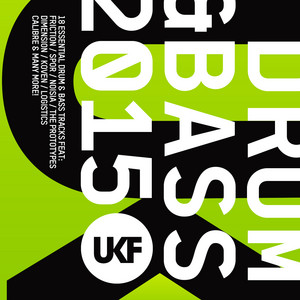 DRUM
&BASS
2015
UKF
18 ESSENTIAL DRUM & BASS TRACKS FEAT:
FRICTION / SPOR / NOISIA / THE PROTOTYPES
DIMENSION / KOVEN / LOGISTICS
CALIBRE & MANY MORE!